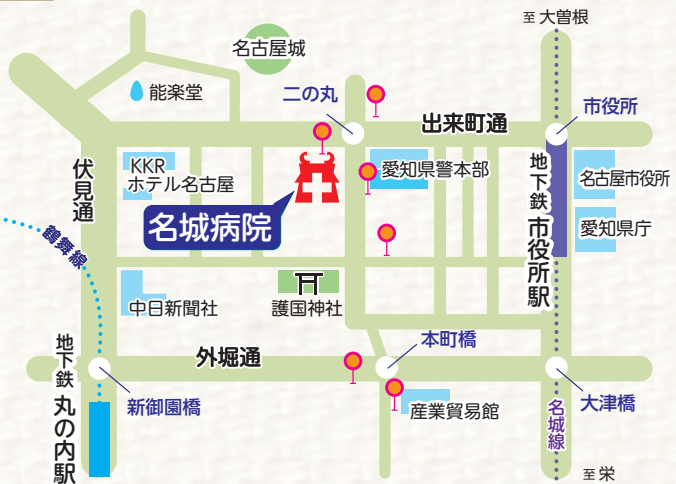 至 大曽根
名古屋城
能楽堂
二の丸
出来町通
市役所
伏見通
KKR
ホテル名古屋
愛知県警本部
地下鉄 市役所駅
名古屋市役所
名城病院
愛知県庁
鶴舞線
中日新聞社
護国神社
本町橋
外堀通
地下鉄 丸の内駅
新御園橋
産業貿易館
大津橋
名城線
至 栄